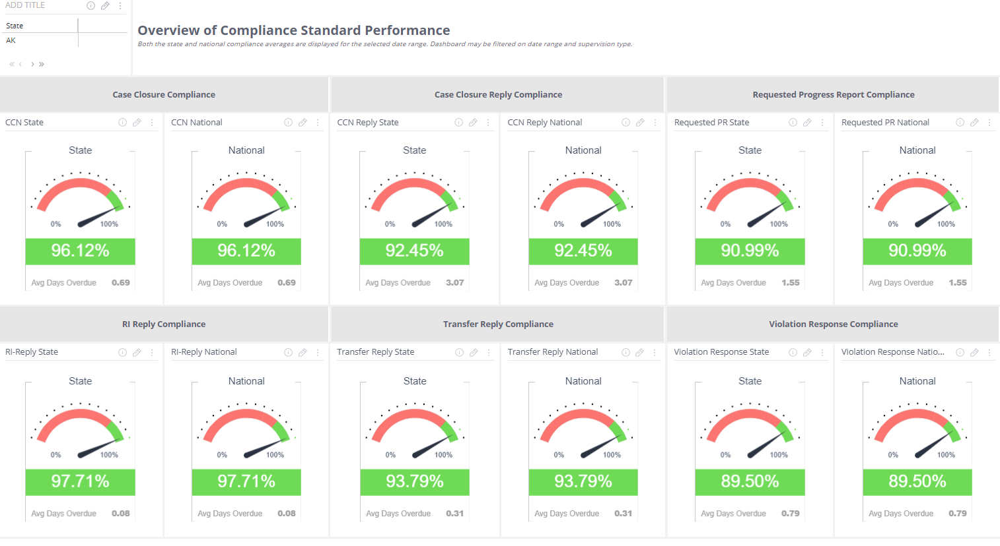 ADD TITLE
State
AK
Overview of Compliance Standard Performance
Both the state and national compliance averages are displayed for the selected date range. Dashboard may be filtered on date range and supervision type.
Case Closure Compliance
Case Closure Reply Compliance
Requested Progress Report Compliance
CCN State
CCN National
CCN Reply State
CCN Reply National
Requested PR State
Requested PR National
State
0%
100%
96.12%
Avg Days Overdue 0.69
National
0%
100%
96.12%
Avg Days Overdue 0.69
State
0%
100%
92.45%
Avg Days Overdue 3.07
National
0%
100%
92.45%
Avg Days Overdue 3.07
State
0%
100%
90.99%
Avg Days Overdue 1.55
National
0%
100%
90.99%
Avg Days Overdue 1.55
RI Reply Compliance
Transfer Reply Compliance
Violation Response Compliance
RI-Reply State
RI-Reply National
Transfer Reply State
Transfer Reply National
Violation Response State
Violation Response Natio...
State
0%
100%
97.71%
Avg Days Overdue 0.08
National
0%
100%
97.71%
Avg Days Overdue 0.08
State
0%
100%
93.79%
Avg Days Overdue 0.31
National
0%
100%
93.79%
Avg Days Overdue 0.31
State
0%
100%
89.50%
Avg Days Overdue 0.79
National
0%
100%
89.50%
Avg Days Overdue 0.79